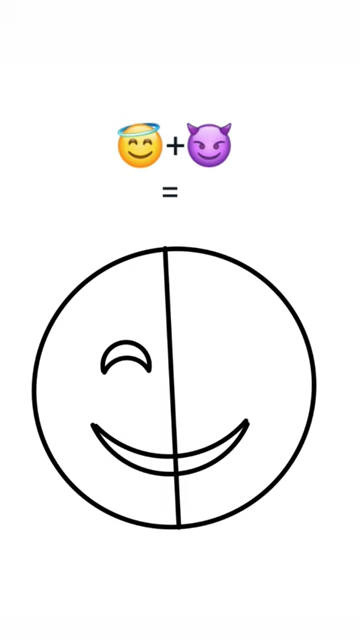 😇+😈
=